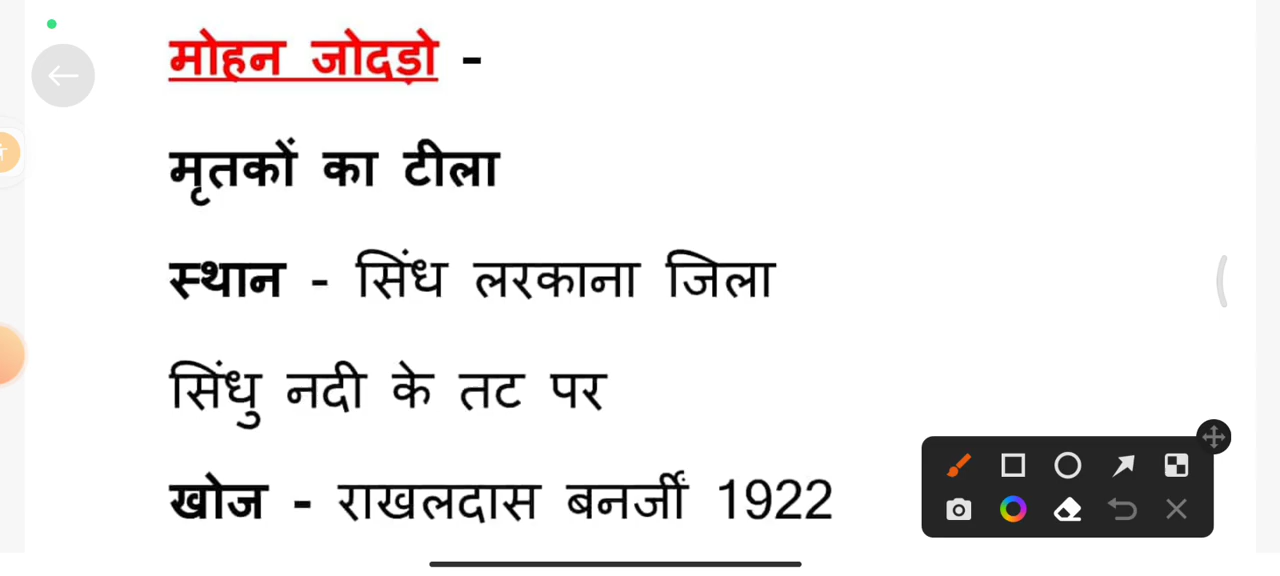 मोहन जोदड़ो -
मृतकों का टीला
स्थान - सिंध लरकाना जिला
सिंधु नदी के तट पर
खोज - राखलदास बनर्जीं 1922